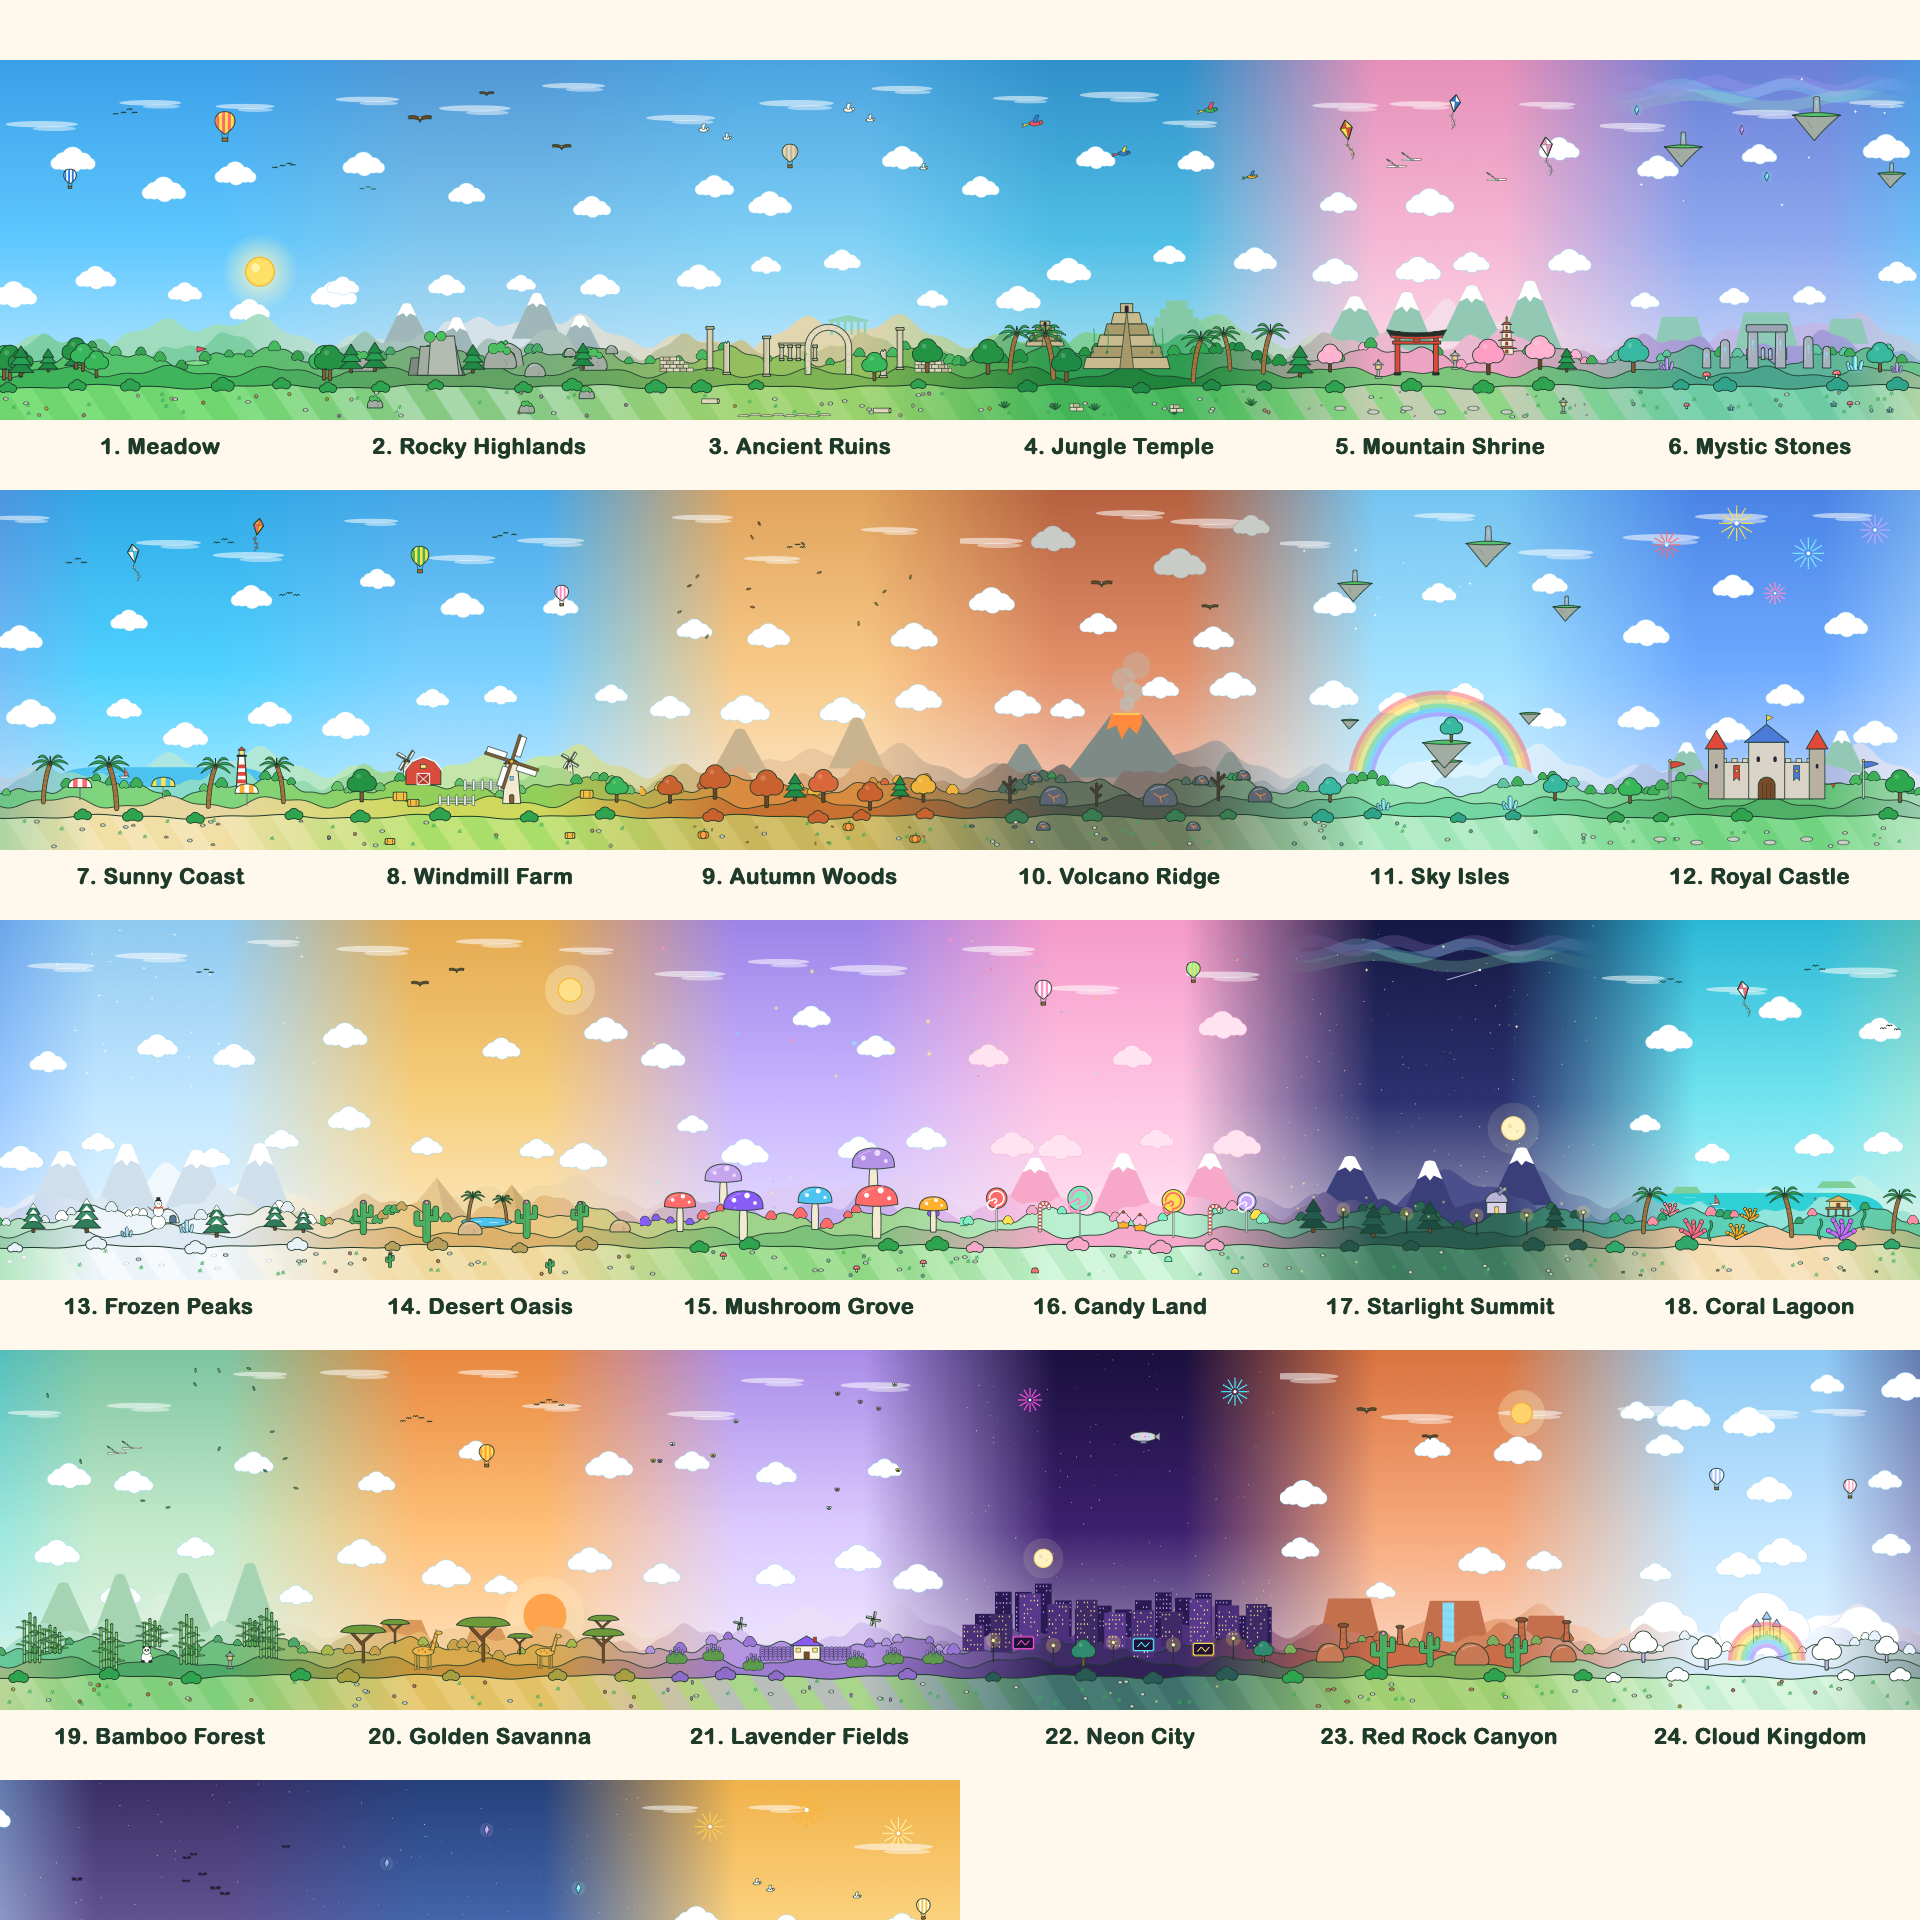 1. Meadow
2. Rocky Highlands
3. Ancient Ruins
4. Jungle Temple
5. Mountain Shrine
6. Mystic Stones
7. Sunny Coast
8. Windmill Farm
9. Autumn Woods
10. Volcano Ridge
11. Sky Isles
12. Royal Castle
13. Frozen Peaks
14. Desert Oasis
15. Mushroom Grove
16. Candy Land
17. Starlight Summit
18. Coral Lagoon
19. Bamboo Forest
20. Golden Savanna
21. Lavender Fields
22. Neon City
23. Red Rock Canyon
24. Cloud Kingdom